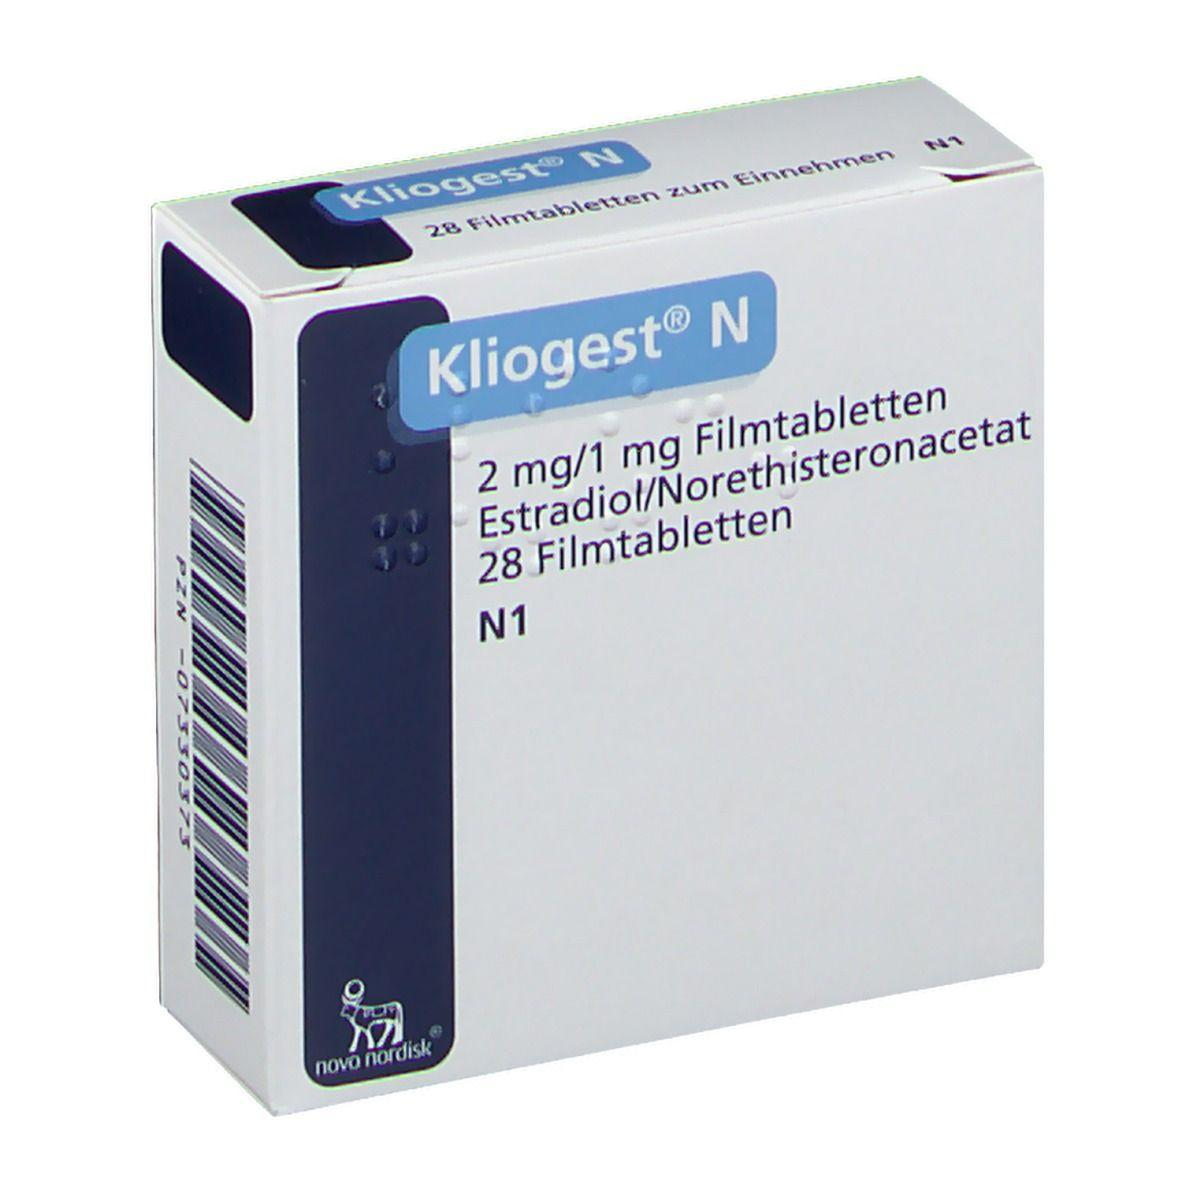 Kliogest® N
28 Filmtabletten zum Einnehmen N1
Kliogest® N
2 mg/1 mg Filmtabletten
Estradiol/Norethisteronacetat
28 Filmtabletten
N1
PZN -07330373
novo nordisk®